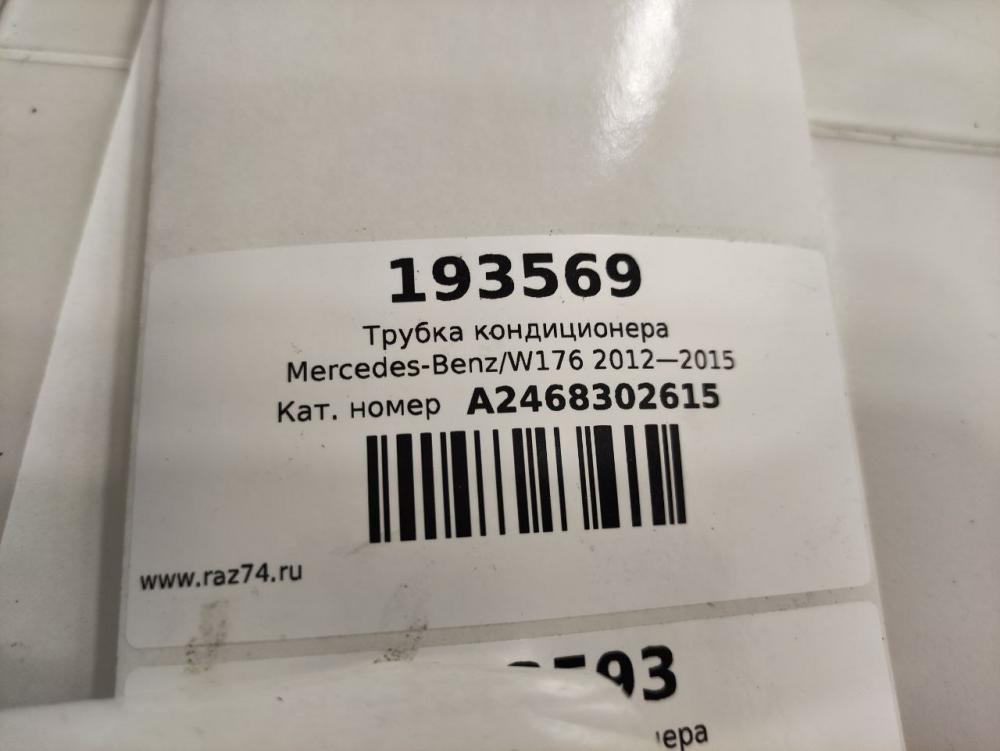 193569
Трубка кондиционера
Mercedes-Benz/W176 2012—2015
Кат. номер A2468302615
www.raz74.ru